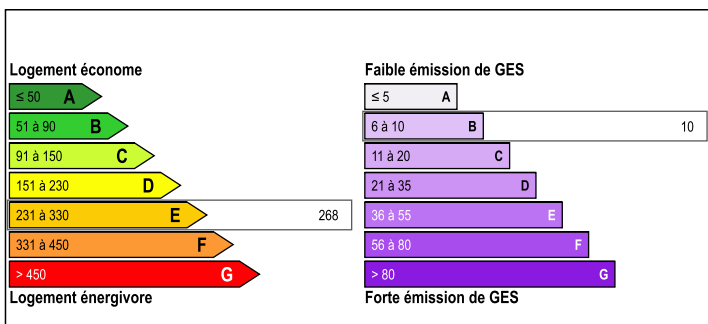 Logement économe
≤ 50 A
51 à 90 B
91 à 150 C
151 à 230 D
231 à 330 E 268
331 à 450 F
> 450 G
Logement énergivore
Faible émission de GES
≤ 5 A
6 à 10 B 10
11 à 20 C
21 à 35 D
36 à 55 E
56 à 80 F
> 80 G
Forte émission de GES